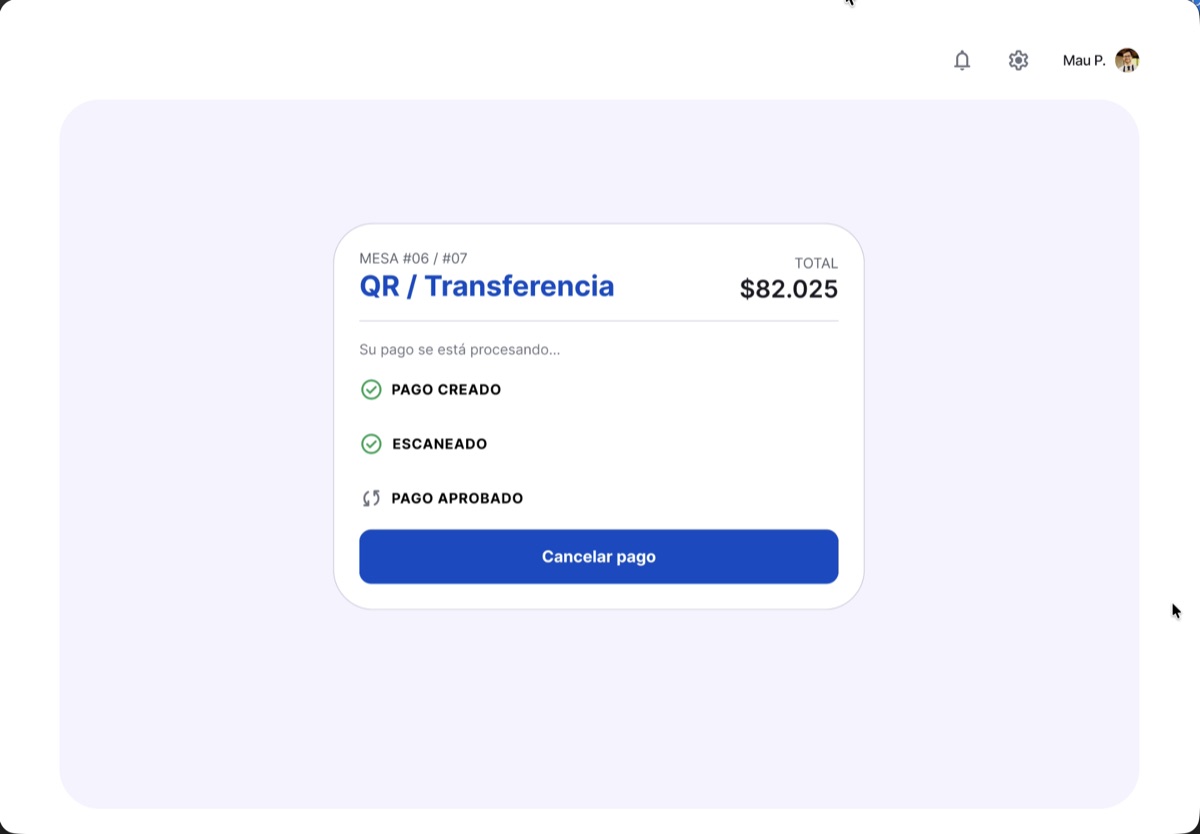 Mau P.
MESA #06 / #07
QR / Transferencia
TOTAL
$82.025
Su pago se está procesando...
PAGO CREADO
ESCANEADO
PAGO APROBADO
Cancelar pago